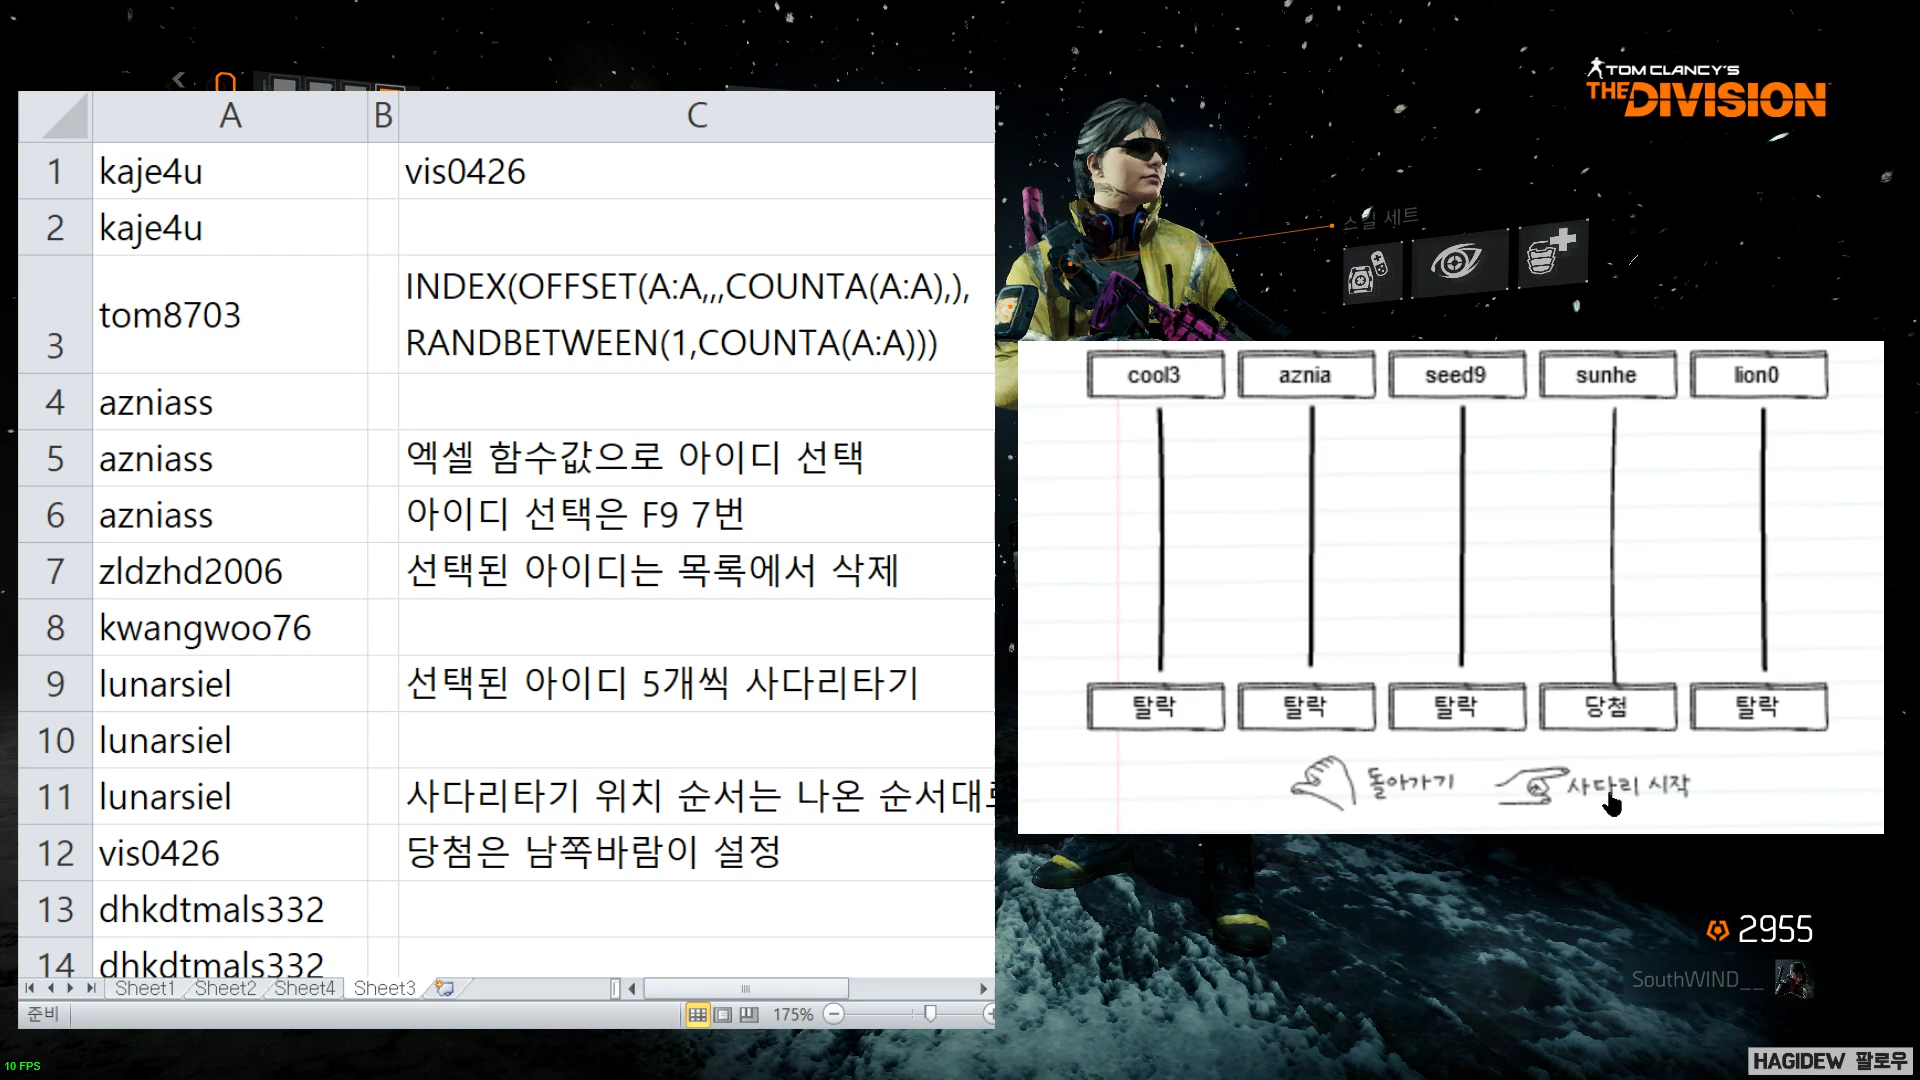 TOM CLANCY'S
THE DIVISION
A
B
C
1
kaje4u
vis0426
2
kaje4u
3
tom8703
INDEX(OFFSET(A:A,,,COUNTA(A:A),),
RANDBETWEEN(1,COUNTA(A:A)))
4
azniass
5
azniass
엑셀 함수값으로 아이디 선택
6
azniass
아이디 선택은 F9 7번
7
zldzhd2006
선택된 아이디는 목록에서 삭제
8
kwangwoo76
9
lunarsiel
선택된 아이디 5개씩 사다리타기
10
lunarsiel
11
lunarsiel
사다리타기 위치 순서는 나온 순서대로
12
vis0426
당첨은 남쪽바람이 설정
13
dhkdtmals332
14
dhkdtmals332
Sheet1
Sheet2
Sheet4
Sheet3
준비
175%
스킬 세트
cool3
aznia
seed9
sunhe
lion0
탈락
탈락
탈락
당첨
탈락
돌아가기
사다리 시작
2955
SouthWIND__
10 FPS
HAGIDEW 팔로우